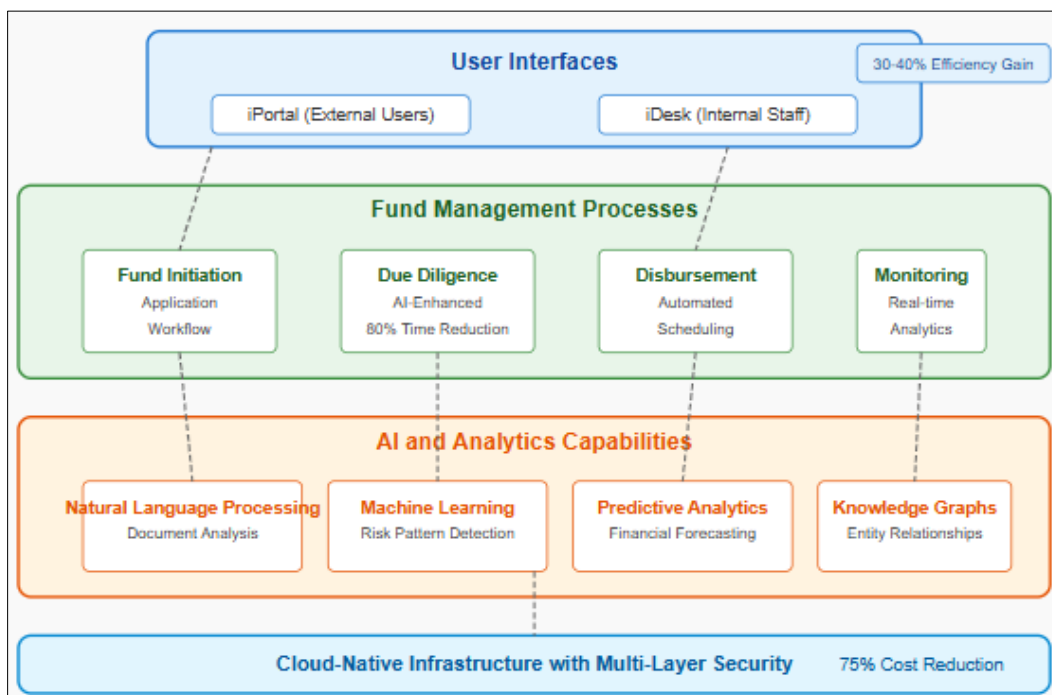 User Interfaces
30-40% Efficiency Gain
iPortal (External Users)
iDesk (Internal Staff)
Fund Management Processes
Fund Initiation
Application
Workflow
Due Diligence
AI-Enhanced
80% Time Reduction
Disbursement
Automated
Scheduling
Monitoring
Real-time
Analytics
AI and Analytics Capabilities
Natural Language Processing
Document Analysis
Machine Learning
Risk Pattern Detection
Predictive Analytics
Financial Forecasting
Knowledge Graphs
Entity Relationships
Cloud-Native Infrastructure with Multi-Layer Security
75% Cost Reduction